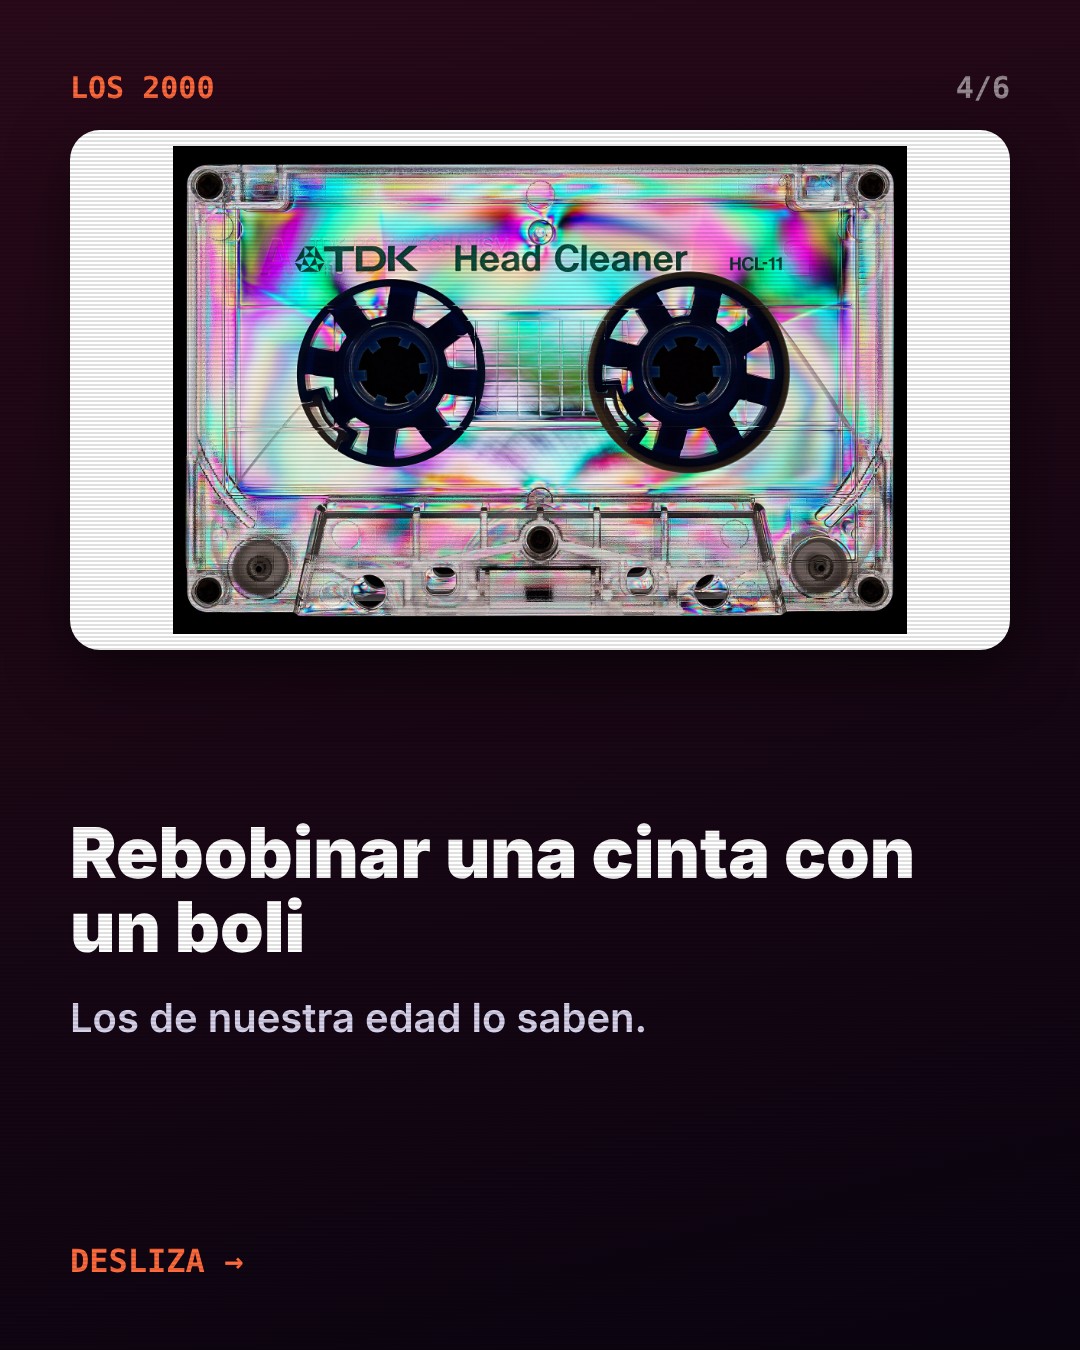 LOS 2000
4/6
TDK Head Cleaner HCL-11
Rebobinar una cinta con
un boli
Los de nuestra edad lo saben.
DESLIZA →